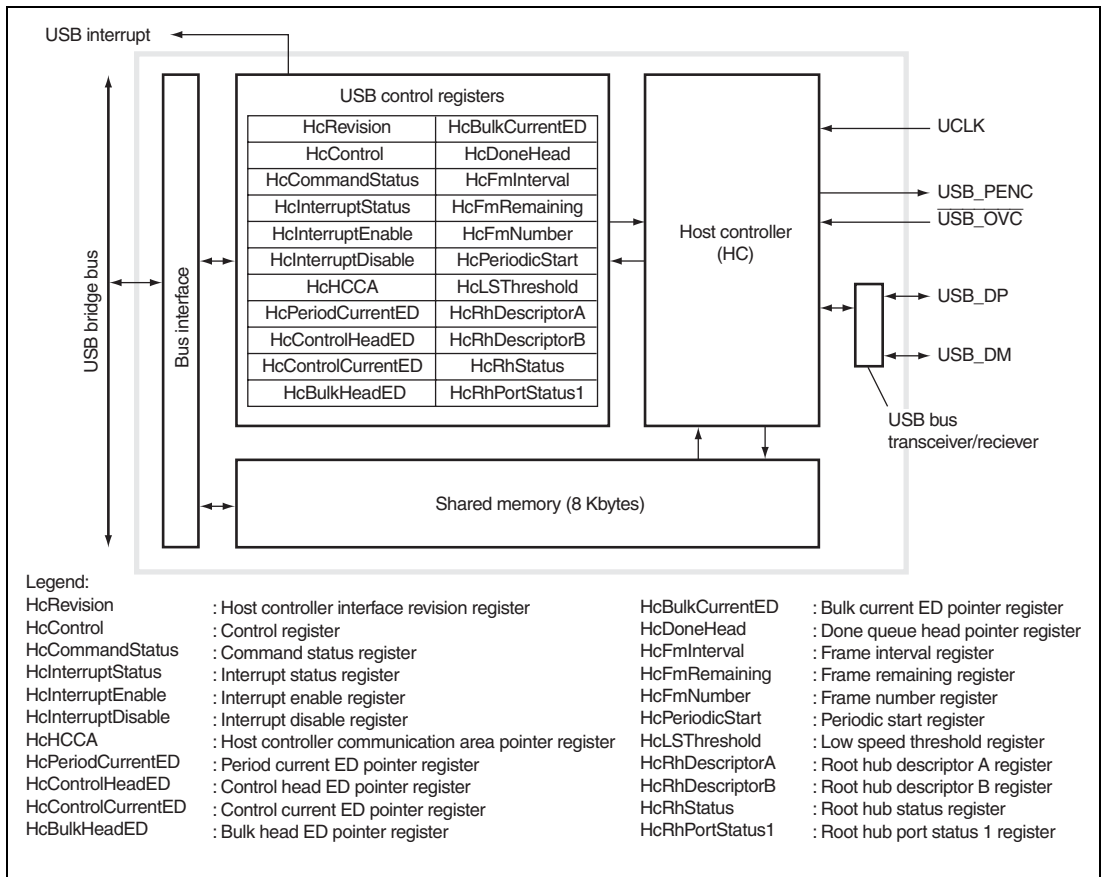 USB interrupt
USB control registers
HcRevision HcBulkCurrentED
HcControl HcDoneHead
HcCommandStatus HcFmInterval
HcInterruptStatus HcFmRemaining
HcInterruptEnable HcFmNumber
HcInterruptDisable HcPeriodicStart
HcHCCA HcLSThreshold
HcPeriodCurrentED HcRhDescriptorA
HcControlHeadED HcRhDescriptorB
HcControlCurrentED HcRhStatus
HcBulkHeadED HcRhPortStatus1
USB bridge bus
Bus interface
Host controller
(HC)
UCLK
USB_PENC
USB_OVC
USB_DP
USB_DM
USB bus
transceiver/reciever
Shared memory (8 Kbytes)
Legend:
HcRevision : Host controller interface revision register
HcControl : Control register
HcCommandStatus : Command status register
HcInterruptStatus : Interrupt status register
HcInterruptEnable : Interrupt enable register
HcInterruptDisable : Interrupt disable register
HcHCCA : Host controller communication area pointer register
HcPeriodCurrentED : Period current ED pointer register
HcControlHeadED : Control head ED pointer register
HcControlCurrentED : Control current ED pointer register
HcBulkHeadED : Bulk head ED pointer register
HcBulkCurrentED : Bulk current ED pointer register
HcDoneHead : Done queue head pointer register
HcFmInterval : Frame interval register
HcFmRemaining : Frame remaining register
HcFmNumber : Frame number register
HcPeriodicStart : Periodic start register
HcLSThreshold : Low speed threshold register
HcRhDescriptorA : Root hub descriptor A register
HcRhDescriptorB : Root hub descriptor B register
HcRhStatus : Root hub status register
HcRhPortStatus1 : Root hub port status 1 register